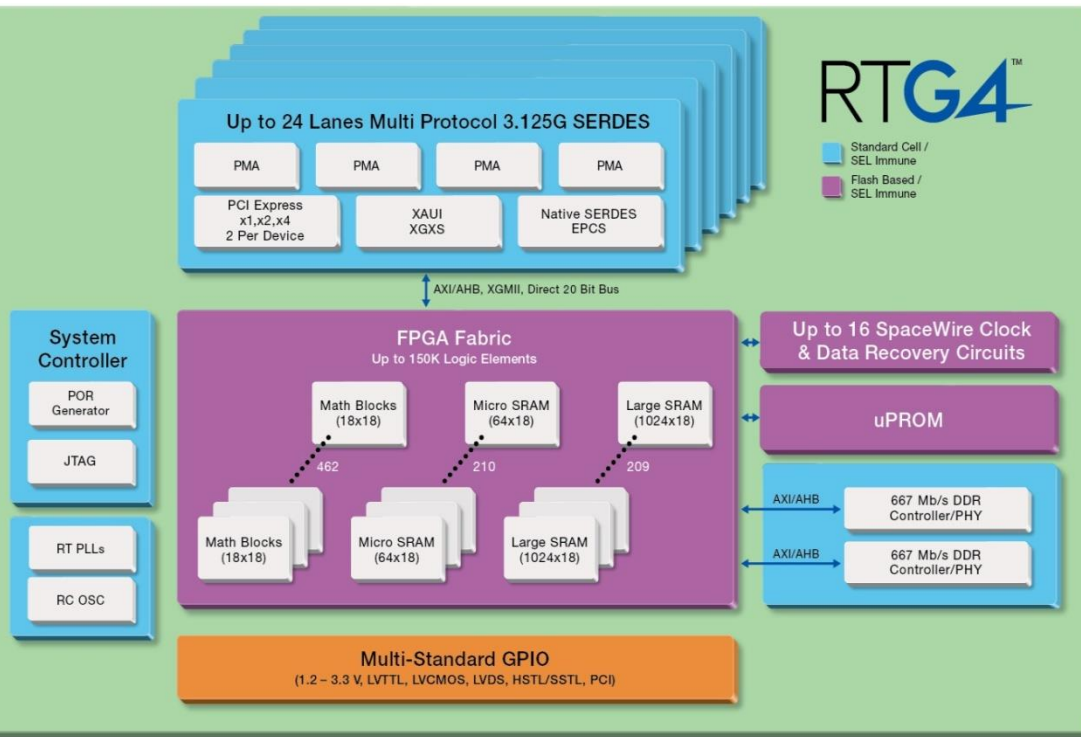 RTG4™
Standard Cell /
SEL Immune
Flash Based /
SEL Immune
Up to 24 Lanes Multi Protocol 3.125G SERDES
PMA
PMA
PMA
PMA
PCI Express
x1,x2,x4
2 Per Device
XAUI
XGXS
Native SERDES
EPCS
AXI/AHB, XGMII, Direct 20 Bit Bus
System
Controller
POR
Generator
JTAG
RT PLLs
RC OSC
FPGA Fabric
Up to 150K Logic Elements
Math Blocks
(18x18)
Micro SRAM
(64x18)
Large SRAM
(1024x18)
462
210
209
Math Blocks
(18x18)
Micro SRAM
(64x18)
Large SRAM
(1024x18)
Up to 16 SpaceWire Clock
& Data Recovery Circuits
uPROM
AXI/AHB
667 Mb/s DDR
Controller/PHY
AXI/AHB
667 Mb/s DDR
Controller/PHY
Multi-Standard GPIO
(1.2 – 3.3 V, LVTTL, LVCMOS, LVDS, HSTL/SSTL, PCI)